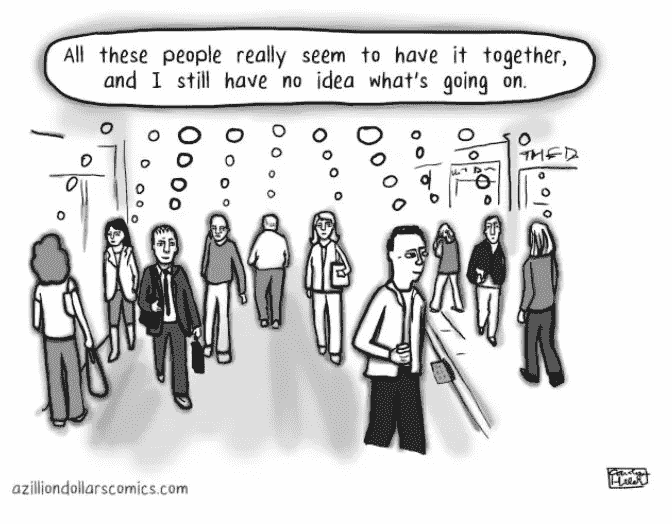 All these people really seem to have it together,
and I still have no idea what's going on.
THE D
azilliondollarscomics.com